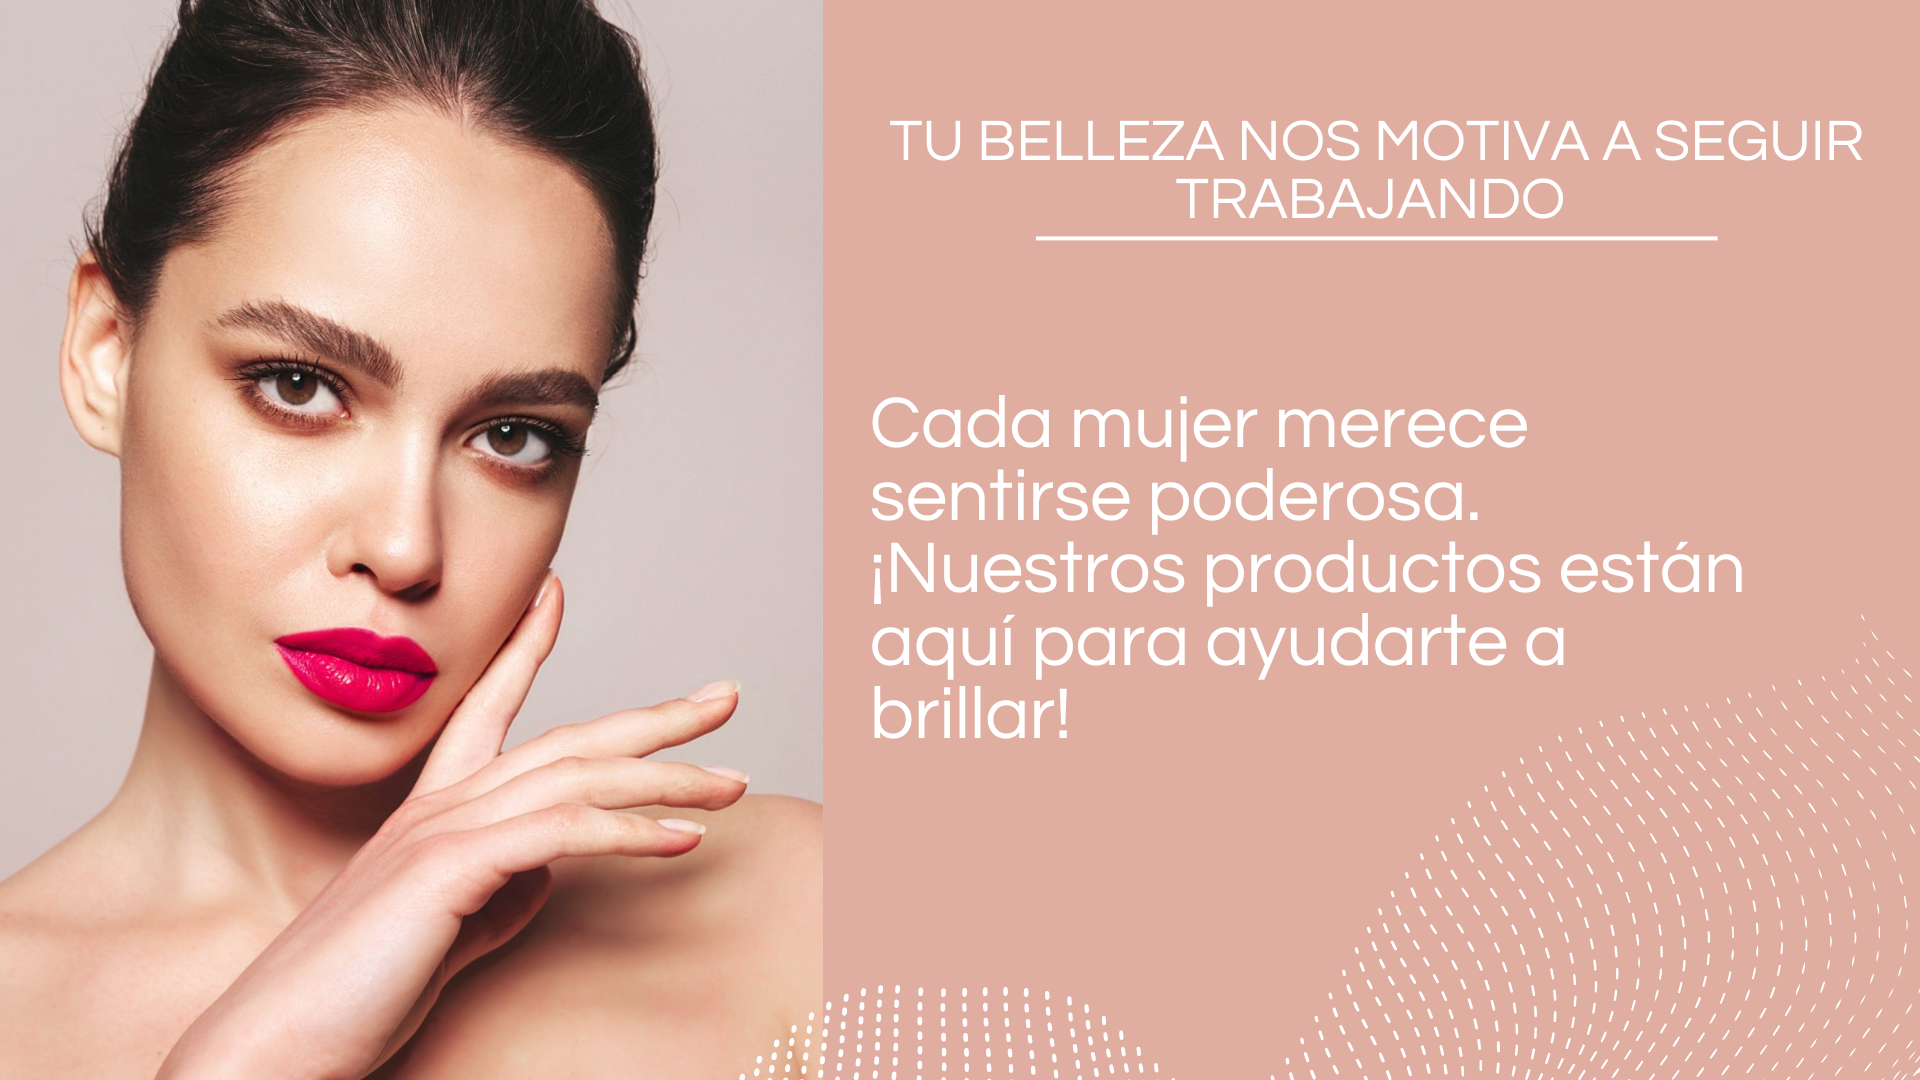 TU BELLEZA NOS MOTIVA A SEGUIR
TRABAJANDO
Cada mujer merece
sentirse poderosa.
¡Nuestros productos están
aquí para ayudarte a
brillar!